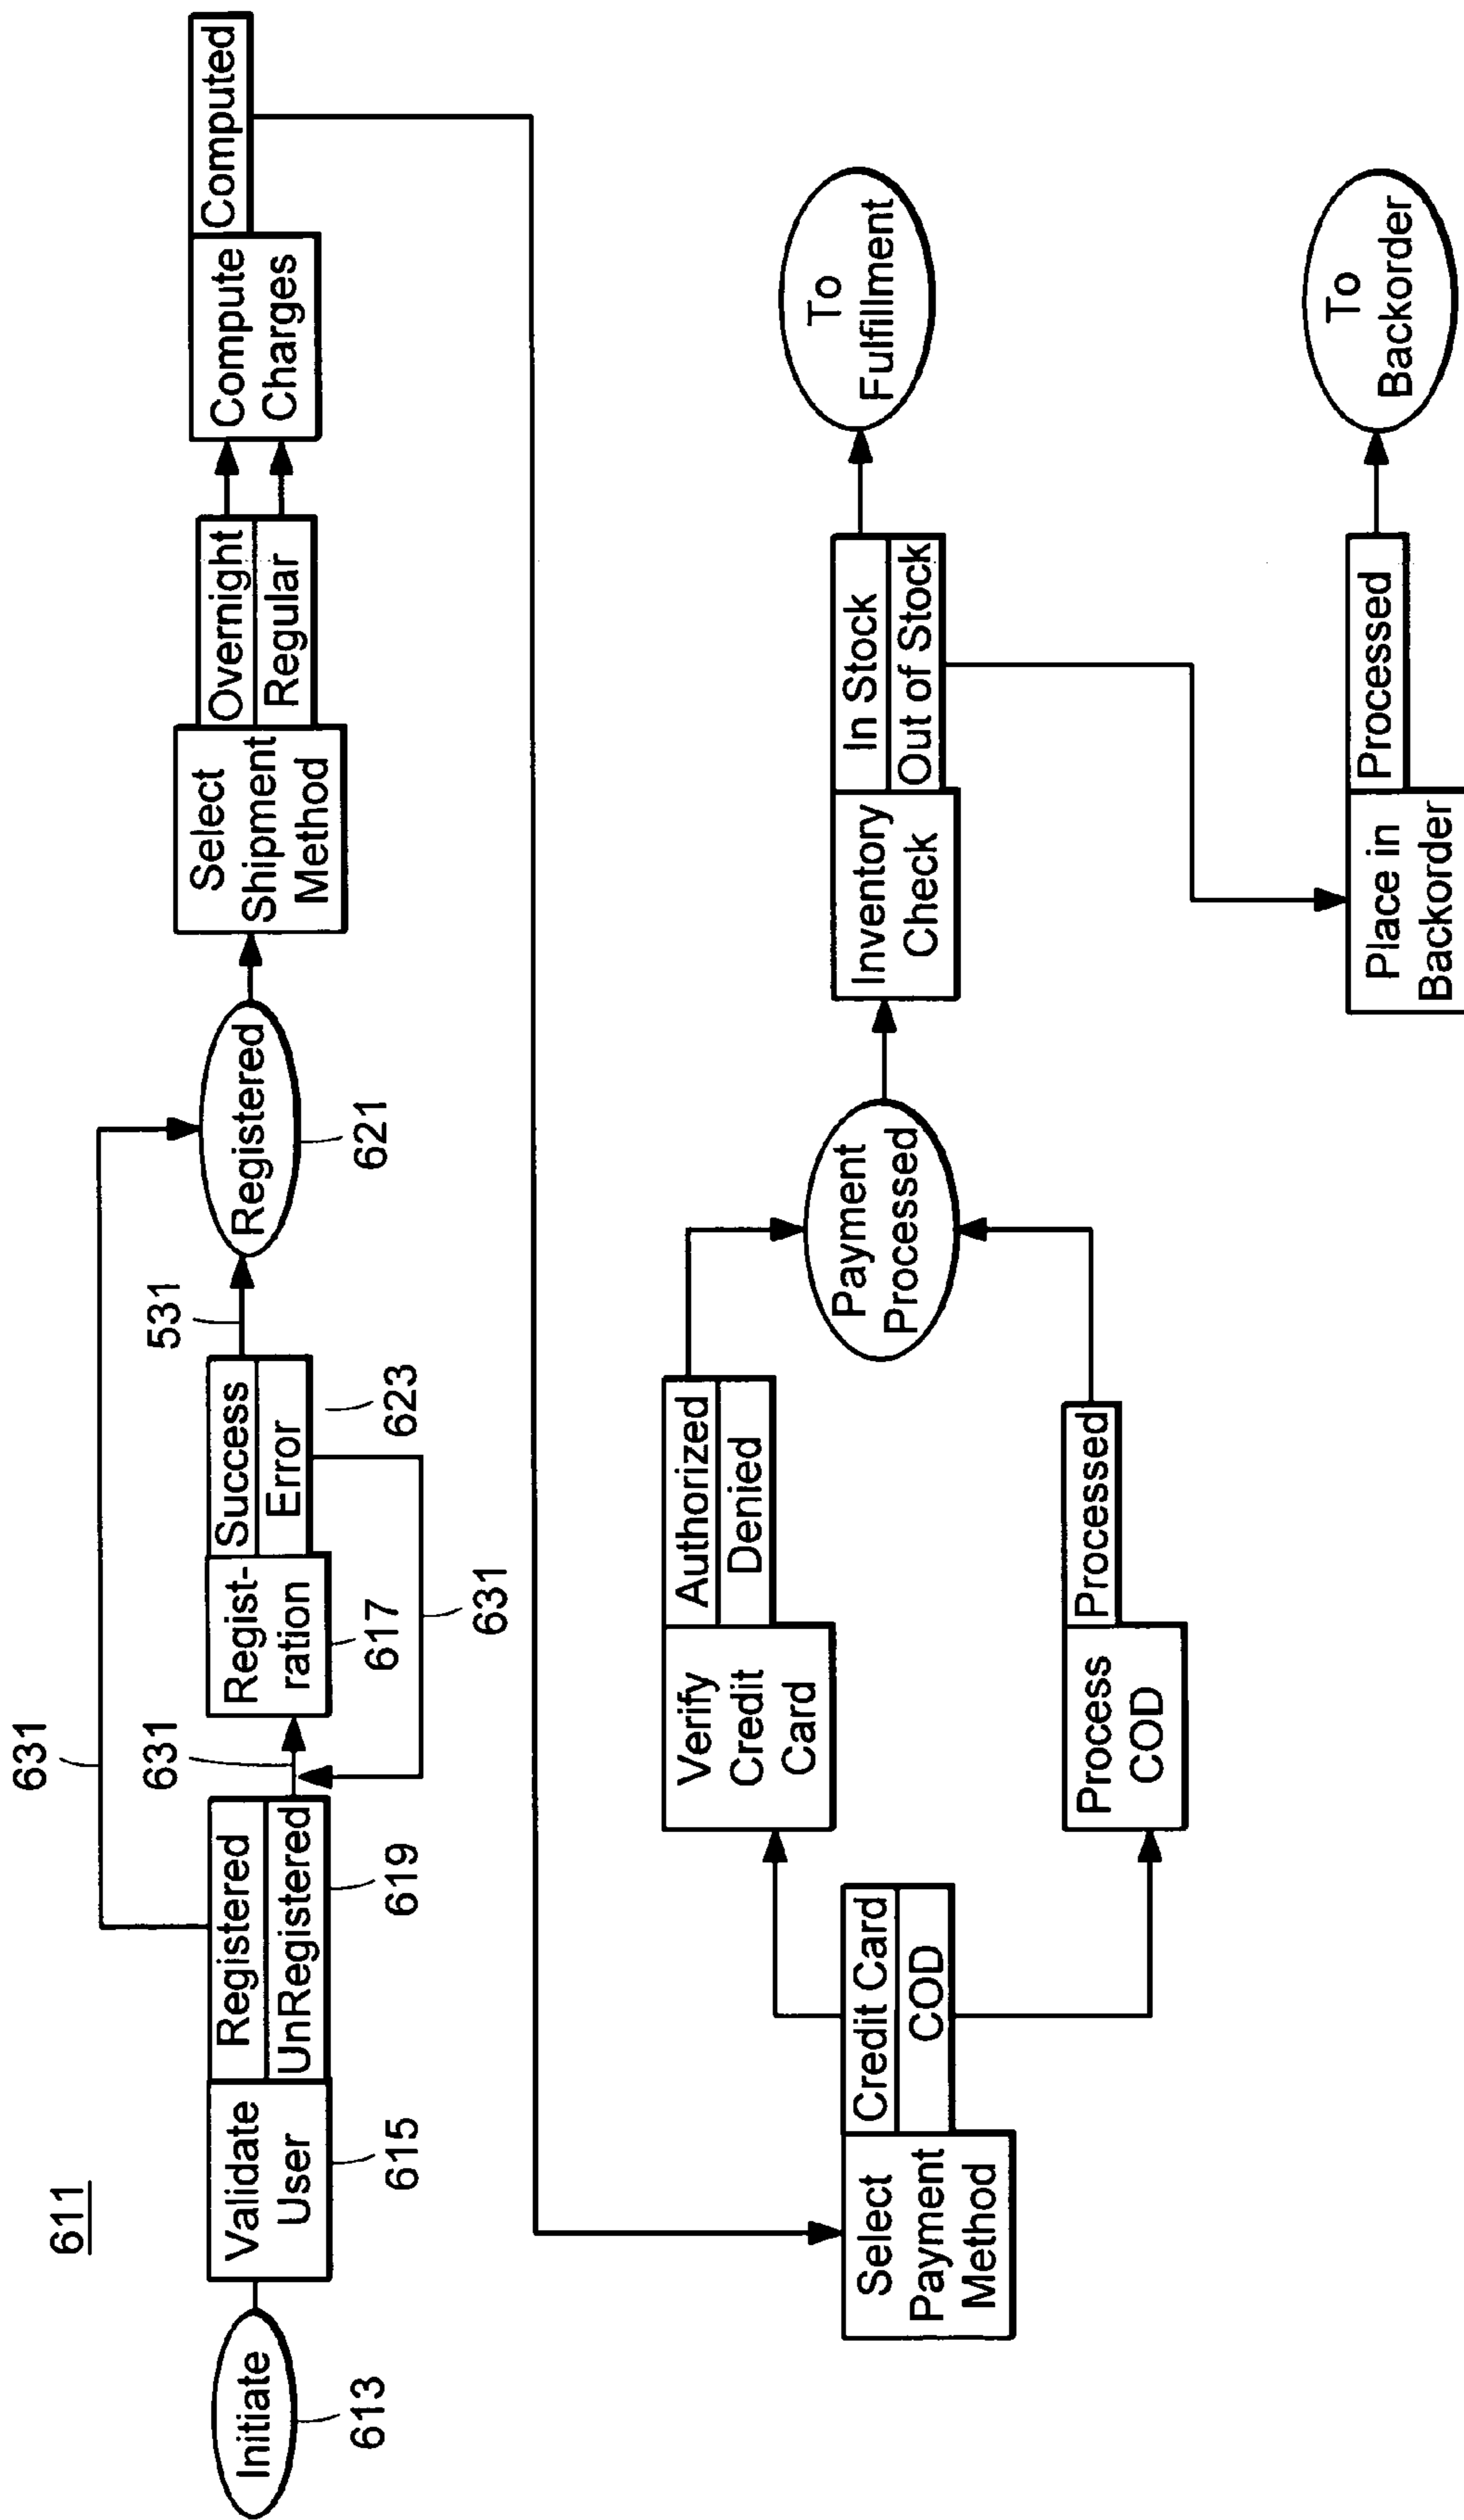 611
Initiate
613
Validate
User
615
Registered
UnRegistered
619
631
631
Regist-
ration
617
Success
Error
623
631
531
Registered
621
Select
Shipment
Method
Overnight
Regular
Compute
Charges
Computed
Select
Payment
Method
Credit Card
COD
Verify
Credit
Card
Authorized
Denied
Process
COD
Processed
Payment
Processed
Inventory
Check
In Stock
Out of Stock
To
Fulfillment
Place in
Backorder
Processed
To
Backorder